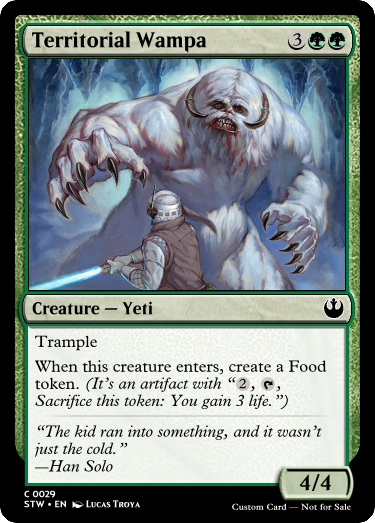 Territorial Wampa 3
Creature — Yeti
Trample
When this creature enters, create a Food
token. (It's an artifact with “2, ,
Sacrifice this token: You gain 3 life.”)
“The kid ran into something, and it wasn't
just the cold.”
—Han Solo
4/4
C 0029
STW • EN Lucas Troya
Custom Card — Not for Sale